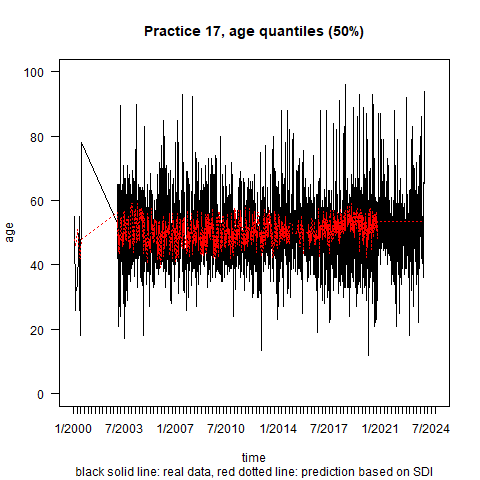 Practice 17, age quantiles (50%)
100
80
60
40
20
0
age
1/2000 7/2003 1/2007 7/2010 1/2014 7/2017 1/2021 7/2024
time
black solid line: real data, red dotted line: prediction based on SDI